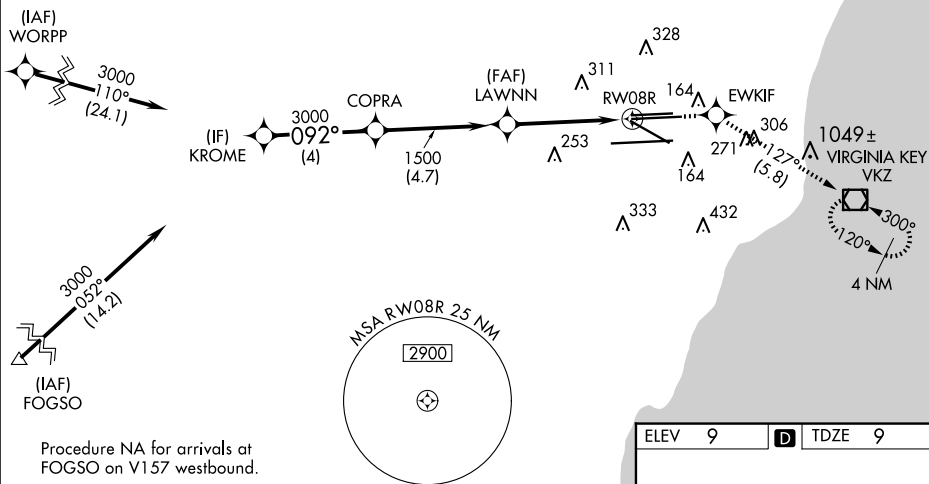 (IAF)
WORPP
3000
110°
(24.1)
(IF)
KROME
3000
092°
(4)
COPRA
1500
(4.7)
(FAF)
LAWNN
311
328
253
RW08R
164
EWKIF
306
271
164
127°
(5.8)
1049±
VIRGINIA KEY
VKZ
300°
120°
4 NM
333
432
3000
052°
(14.2)
(IAF)
FOGSO
MSA RW08R 25 NM
2900
Procedure NA for arrivals at
FOGSO on V157 westbound.
ELEV 9 D TDZE 9